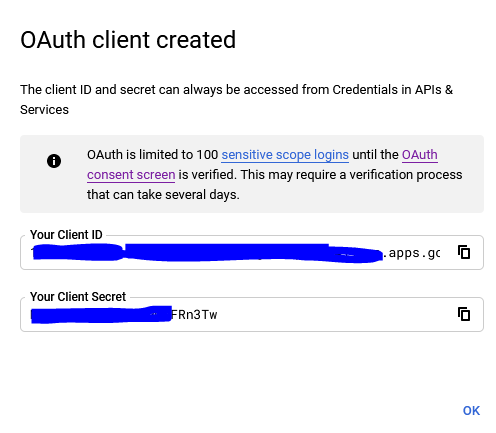 OAuth client created
The client ID and secret can always be accessed from Credentials in APIs &
Services
OAuth is limited to 100 sensitive scope logins until the OAuth
consent screen is verified. This may require a verification process
that can take several days.
Your Client ID
.apps.gc
Your Client Secret
FRn3Tw
OK